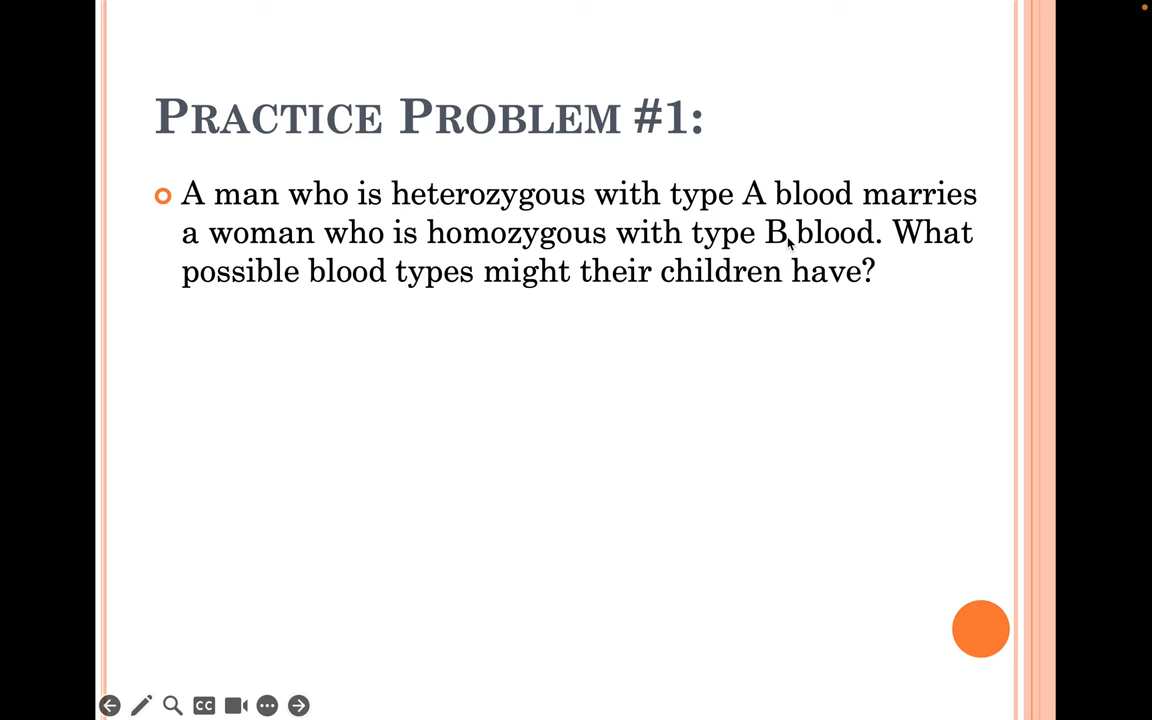 PRACTICE PROBLEM #1:
A man who is heterozygous with type A blood marries
a woman who is homozygous with type B blood. What
possible blood types might their children have?
CC